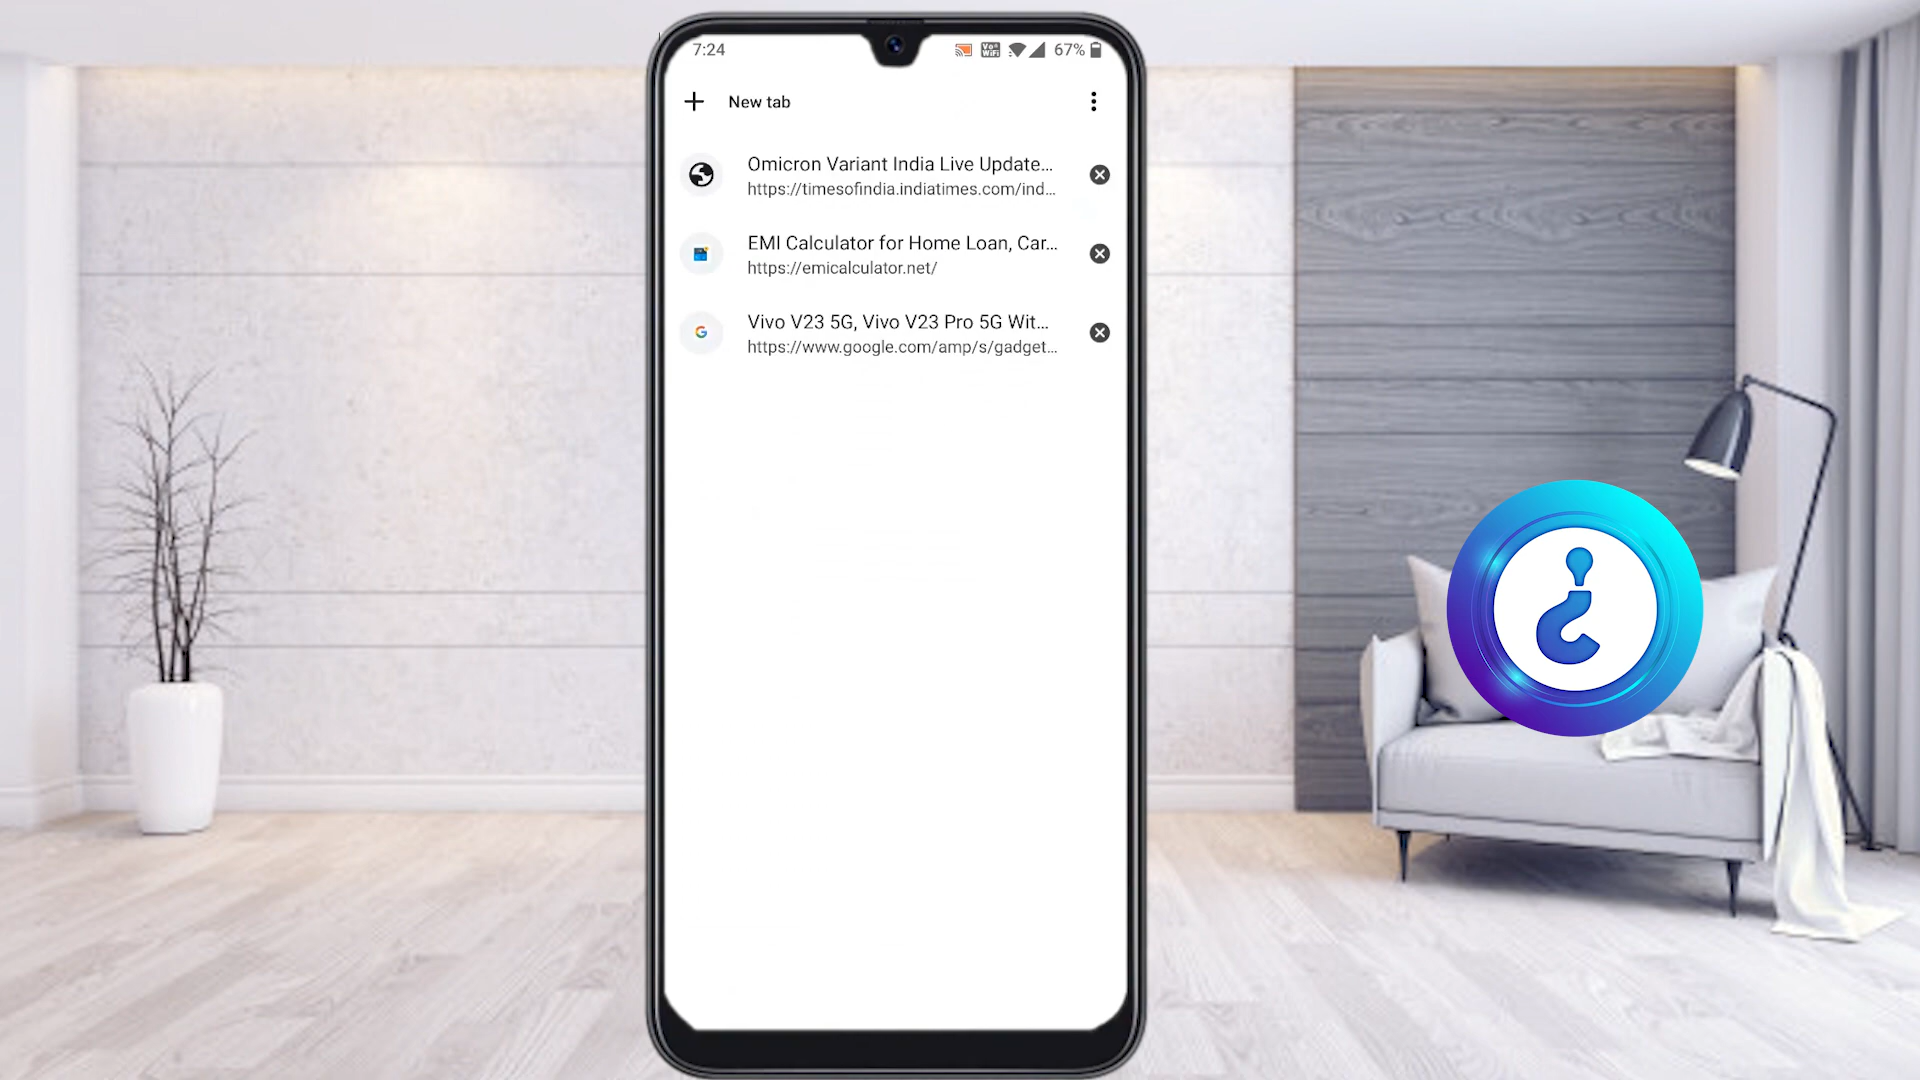 7:24
Vo WiFi
67%
New tab
Omicron Variant India Live Update...
https://timesofindia.indiatimes.com/ind...
EMI Calculator for Home Loan, Car...
https://emicalculator.net/
Vivo V23 5G, Vivo V23 Pro 5G Wit...
https://www.google.com/amp/s/gadget...